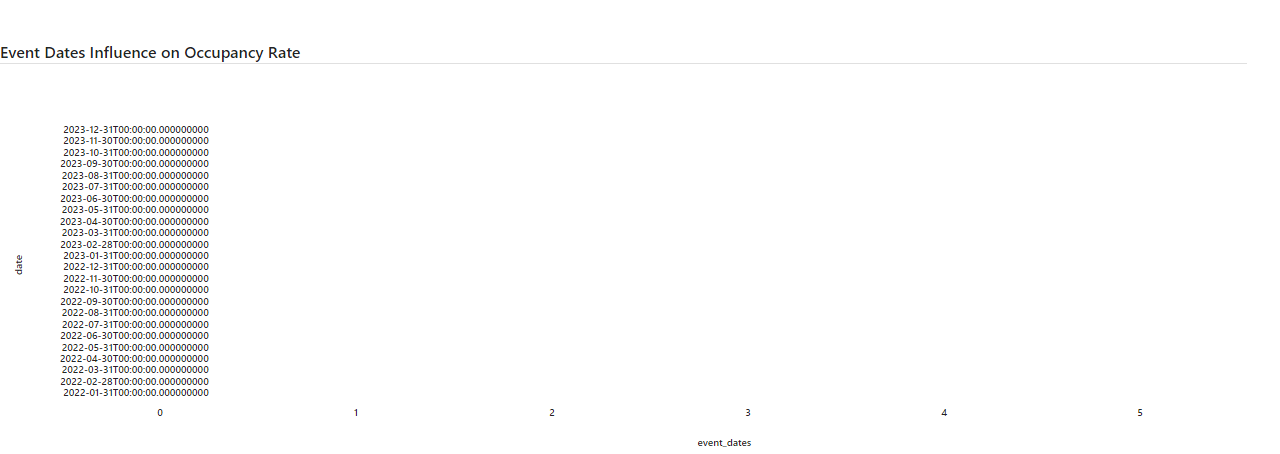 Event Dates Influence on Occupancy Rate
2023-12-31T00:00:00.000000000
2023-11-30T00:00:00.000000000
2023-10-31T00:00:00.000000000
2023-09-30T00:00:00.000000000
2023-08-31T00:00:00.000000000
2023-07-31T00:00:00.000000000
2023-06-30T00:00:00.000000000
2023-05-31T00:00:00.000000000
2023-04-30T00:00:00.000000000
2023-03-31T00:00:00.000000000
2023-02-28T00:00:00.000000000
2023-01-31T00:00:00.000000000
2022-12-31T00:00:00.000000000
2022-11-30T00:00:00.000000000
2022-10-31T00:00:00.000000000
2022-09-30T00:00:00.000000000
2022-08-31T00:00:00.000000000
2022-07-31T00:00:00.000000000
2022-06-30T00:00:00.000000000
2022-05-31T00:00:00.000000000
2022-04-30T00:00:00.000000000
2022-03-31T00:00:00.000000000
2022-02-28T00:00:00.000000000
2022-01-31T00:00:00.000000000
date
0 1 2 3 4 5
event_dates